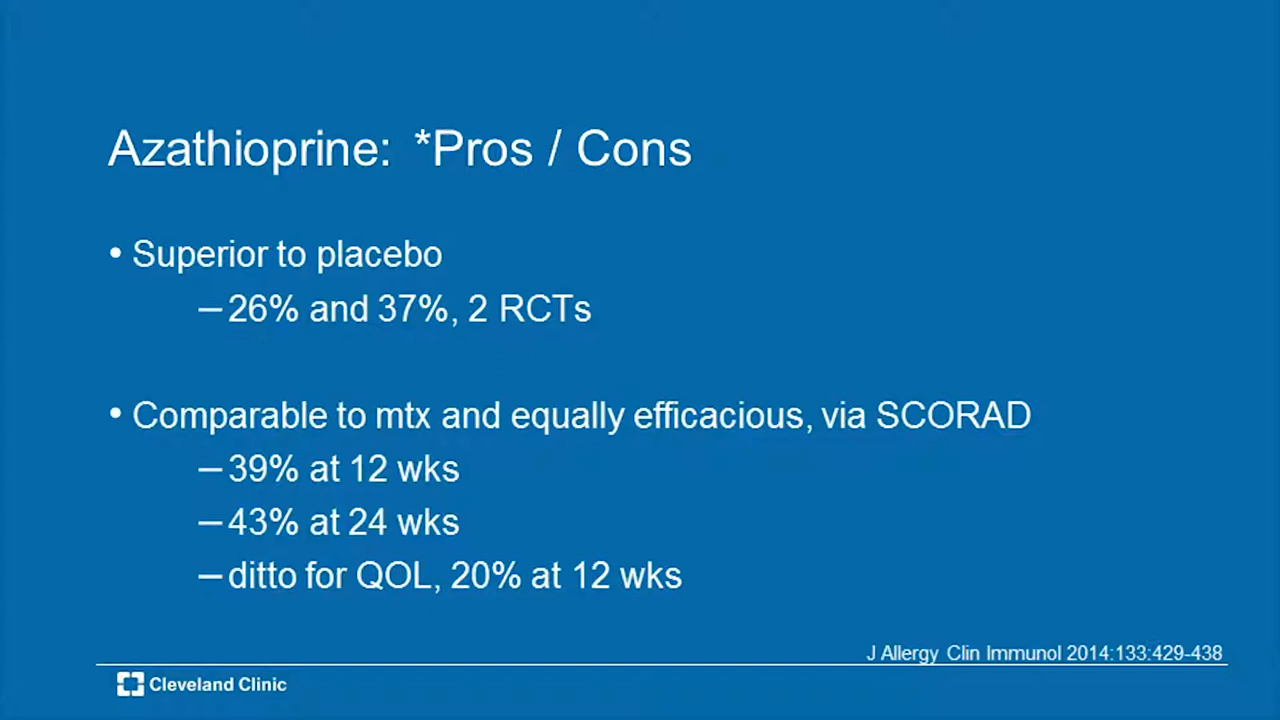 Azathioprine: *Pros / Cons
• Superior to placebo
– 26% and 37%, 2 RCTs
• Comparable to mtx and equally efficacious, via SCORAD
– 39% at 12 wks
– 43% at 24 wks
– ditto for QOL, 20% at 12 wks
J Allergy Clin Immunol 2014:133:429-438
Cleveland Clinic